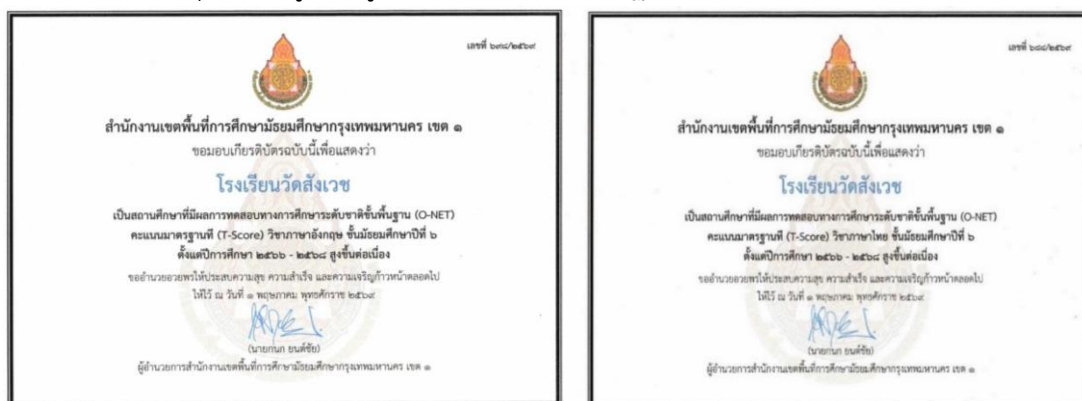 เลขที่ ๖๙๘/๒๕๖๙
สำนักงานเขตพื้นที่การศึกษามัธยมศึกษากรุงเทพมหานคร เขต ๑
ขอมอบเกียรติบัตรฉบับนี้เพื่อแสดงว่า
โรงเรียนวัดสังเวช
เป็นสถานศึกษาที่มีผลการทดสอบทางการศึกษาระดับชาติขั้นพื้นฐาน (O-NET)
คะแนนมาตรฐานที (T-Score) วิชาภาษาอังกฤษ ชั้นมัธยมศึกษาปีที่ ๖
ตั้งแต่ปีการศึกษา ๒๕๖๖ - ๒๕๖๘ สูงขึ้นต่อเนื่อง
ขออำนวยอวยพรให้ประสบความสุข ความสำเร็จ และความเจริญก้าวหน้าตลอดไป
ให้ไว้ ณ วันที่ ๑ พฤษภาคม พุทธศักราช ๒๕๖๙
(นายกนก ยนต์ชัย)
ผู้อำนวยการสำนักงานเขตพื้นที่การศึกษามัธยมศึกษากรุงเทพมหานคร เขต ๑
เลขที่
สำนักงานเขตพื้นที่การศึกษามัธยมศึกษากรุงเทพมหานคร เขต ๑
ขอมอบเกียรติบัตรฉบับนี้เพื่อแสดงว่า
โรงเรียนวัดสังเวช
เป็นสถานศึกษาที่มีผลการทดสอบทางการศึกษาระดับชาติขั้นพื้นฐาน (O-NET)
คะแนนมาตรฐานที (T-Score) วิชาภาษาไทย ชั้นมัธยมศึกษาปีที่ ๖
ตั้งแต่ปีการศึกษา ๒๕๖๖ - ๒๕๖๘ สูงขึ้นต่อเนื่อง
ขออำนวยอวยพรให้ประสบความสุข ความสำเร็จ และความเจริญก้าวหน้าตลอดไป
ให้ไว้ ณ วันที่ ๑ พฤษภาคม พุทธศักราช ๒๕๖๙
(นายกนก ยนต์ชัย)
ผู้อำนวยการสำนักงานเขตพื้นที่การศึกษามัธยมศึกษากรุงเทพมหานคร เขต ๑